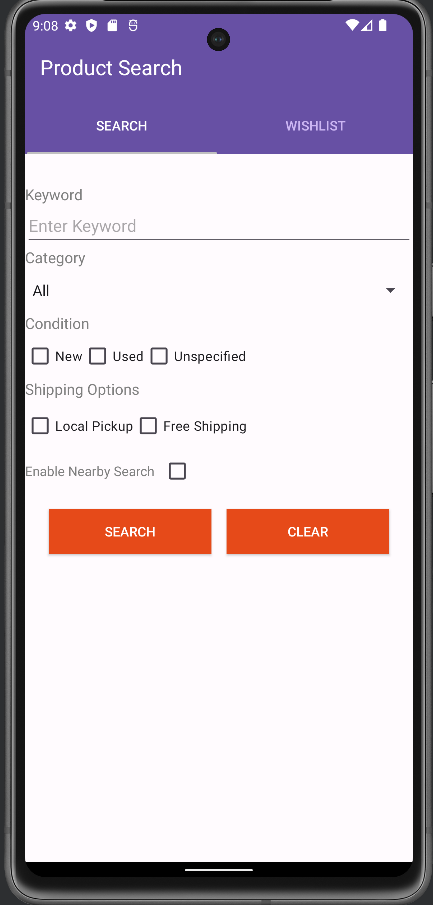 9:08
Product Search
SEARCH WISHLIST
Keyword
Enter Keyword
Category
All
Condition
New Used Unspecified
Shipping Options
Local Pickup Free Shipping
Enable Nearby Search
SEARCH CLEAR